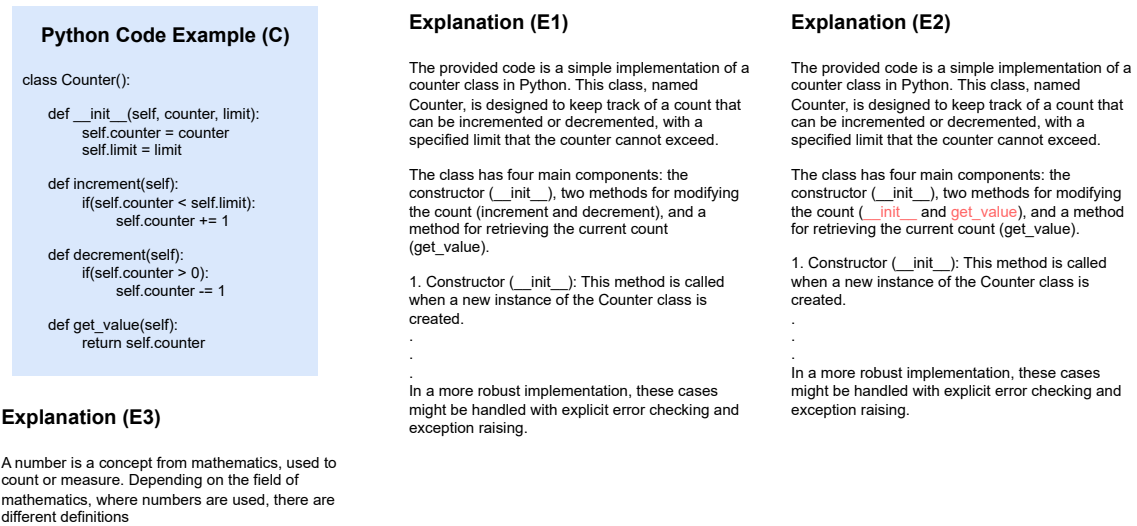 Python Code Example (C)
class Counter():
def __init__(self, counter, limit):
self.counter = counter
self.limit = limit
def increment(self):
if(self.counter < self.limit):
self.counter += 1
def decrement(self):
if(self.counter > 0):
self.counter -= 1
def get_value(self):
return self.counter
Explanation (E3)
A number is a concept from mathematics, used to
count or measure. Depending on the field of
mathematics, where numbers are used, there are
different definitions
Explanation (E1)
The provided code is a simple implementation of a
counter class in Python. This class, named
Counter, is designed to keep track of a count that
can be incremented or decremented, with a
specified limit that the counter cannot exceed.
The class has four main components: the
constructor (__init__), two methods for modifying
the count (increment and decrement), and a
method for retrieving the current count
(get_value).
1. Constructor (__init__): This method is called
when a new instance of the Counter class is
created.
.
.
.
In a more robust implementation, these cases
might be handled with explicit error checking and
exception raising.
Explanation (E2)
The provided code is a simple implementation of a
counter class in Python. This class, named
Counter, is designed to keep track of a count that
can be incremented or decremented, with a
specified limit that the counter cannot exceed.
The class has four main components: the
constructor (__init__), two methods for modifying
the count (__init__ and get_value), and a method
for retrieving the current count (get_value).
1. Constructor (__init__): This method is called
when a new instance of the Counter class is
created.
.
.
.
In a more robust implementation, these cases
might be handled with explicit error checking and
exception raising.